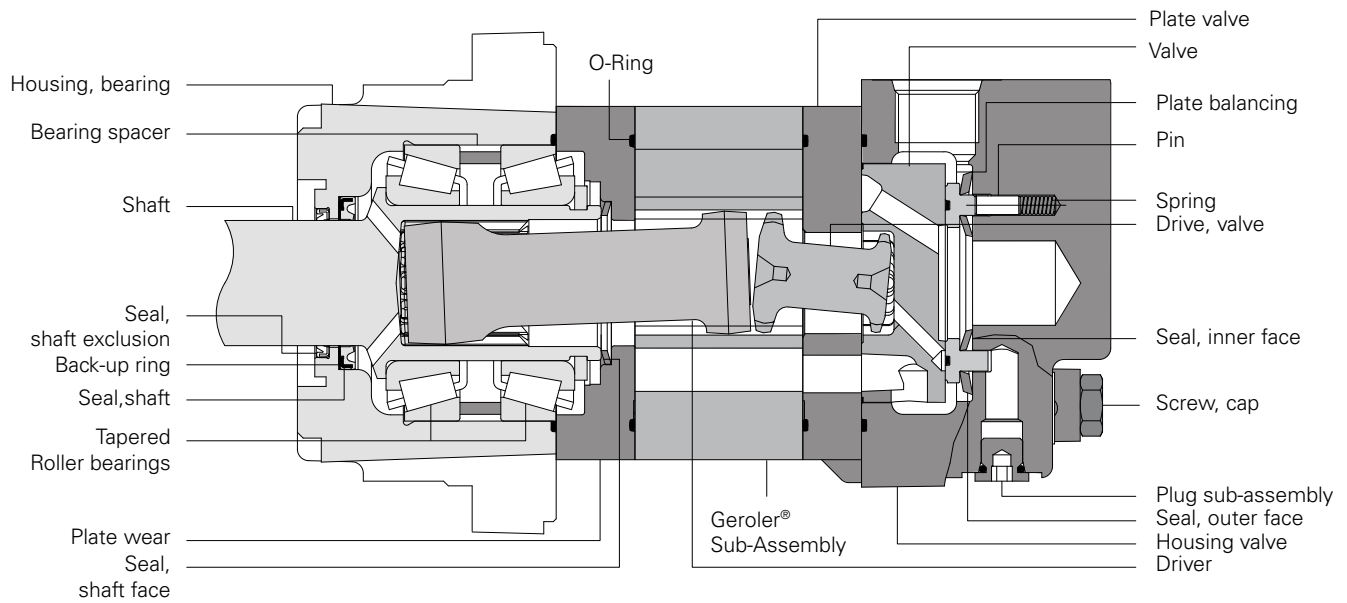 Housing, bearing
Bearing spacer
Shaft
Seal,
shaft exclusion
Back-up ring
Seal,shaft
Tapered
Roller bearings
Plate wear
Seal,
shaft face
O-Ring
Geroler®
Sub-Assembly
Plate valve
Valve
Plate balancing
Pin
Spring
Drive, valve
Seal, inner face
Screw, cap
Plug sub-assembly
Seal, outer face
Housing valve
Driver